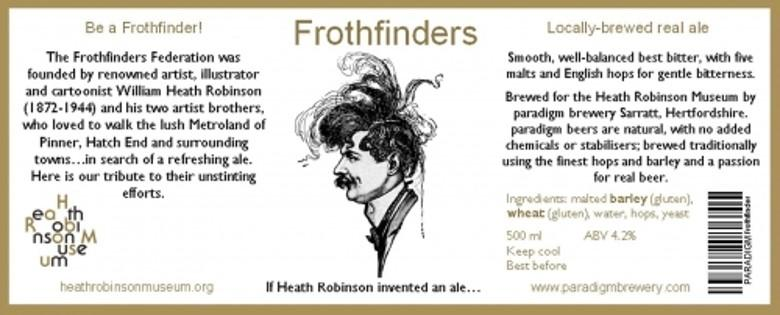 Be a Frothfinder!
The Frothfinders Federation was
founded by renowned artist, illustrator
and cartoonist William Heath Robinson
(1872-1944) and his two artist brothers,
who loved to walk the lush Metroland of
Pinner, Hatch End and surrounding
towns...in search of a refreshing ale.
Here is our tribute to their unstinting
efforts.
H
ea th
R obi
nson M
use
um
heathrobinsonmuseum.org
Frothfinders
If Heath Robinson invented an ale...
Locally-brewed real ale
Smooth, well-balanced best bitter, with five
malts and English hops for gentle bitterness.
Brewed for the Heath Robinson Museum by
paradigm brewery Sarratt, Hertfordshire.
paradigm beers are natural, with no added
chemicals or stabilisers; brewed traditionally
using the finest hops and barley and a passion
for real beer.
Ingredients: malted barley (gluten),
wheat (gluten), water, hops, yeast
500 ml ABV 4.2%
Keep cool
Best before
www.paradigmbrewery.com
PARADIGM Frothfinder